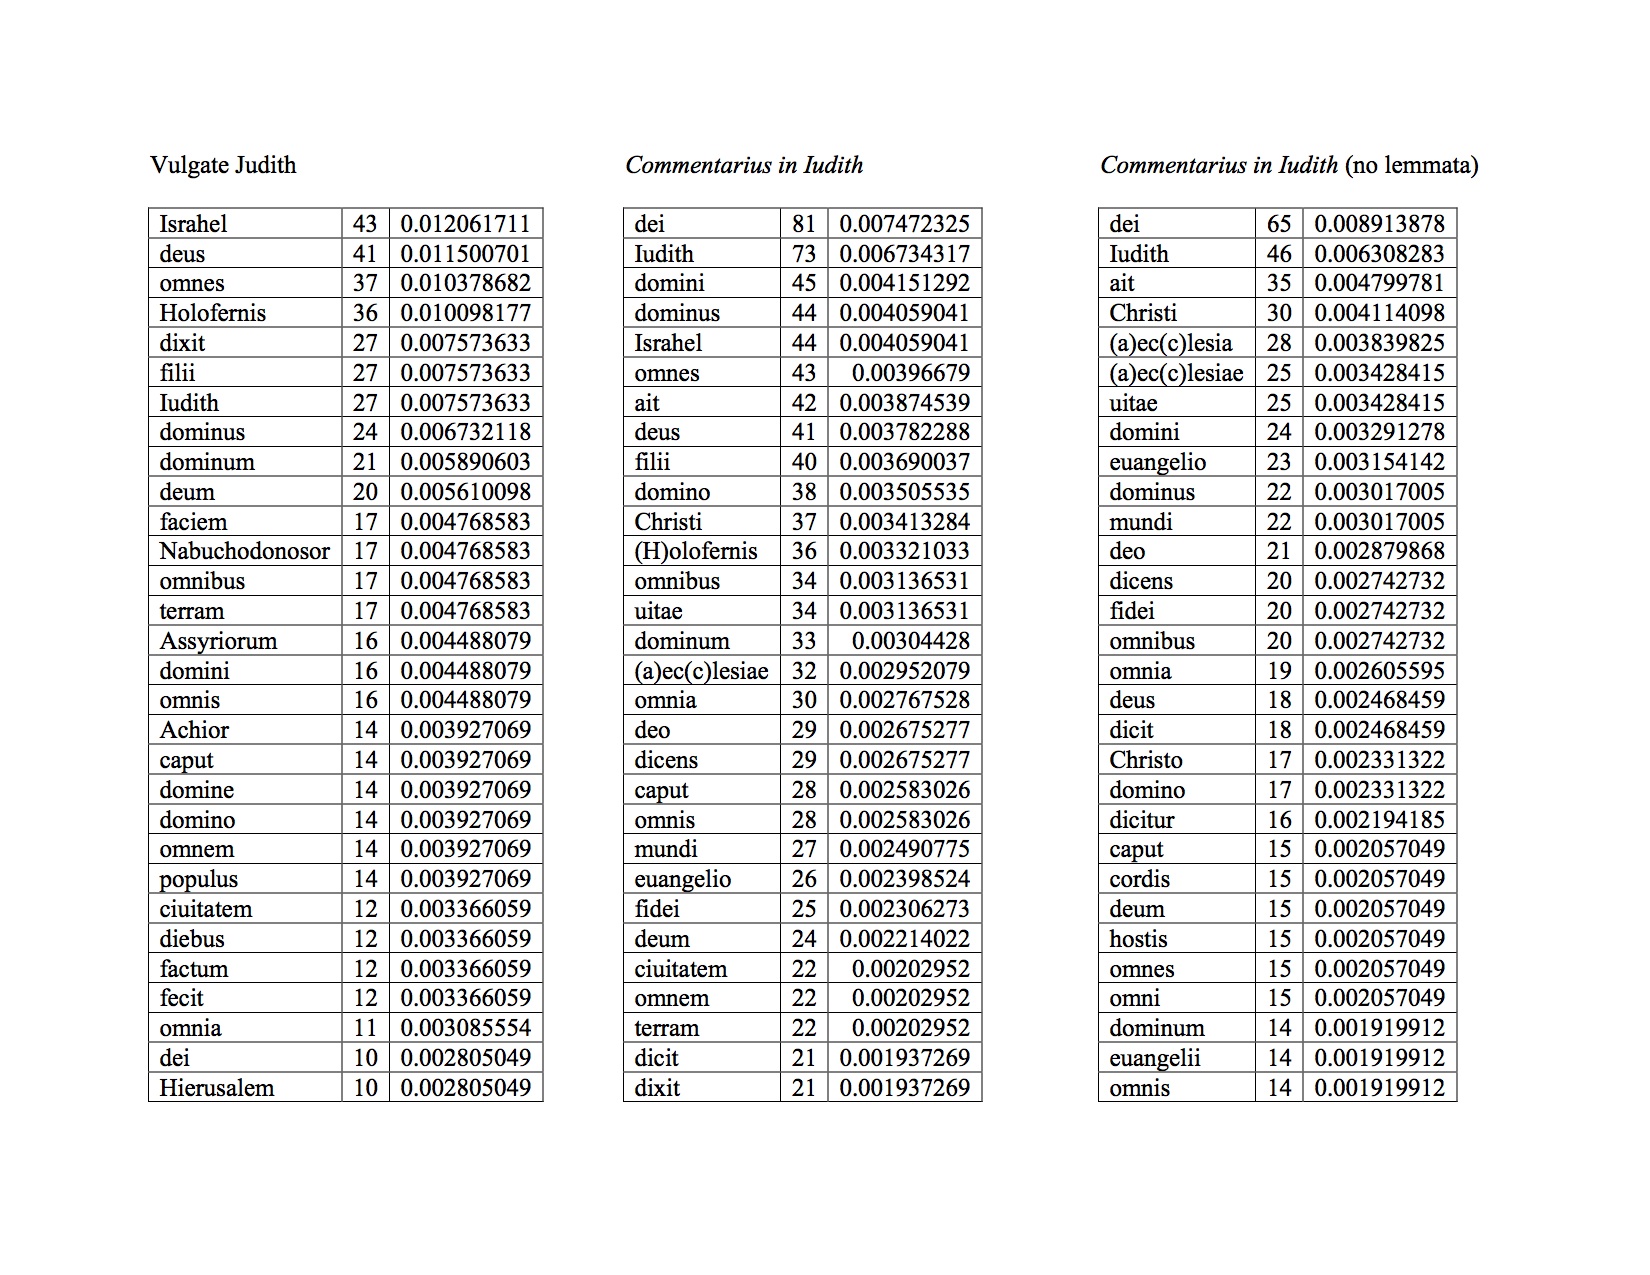 Vulgate Judith
Israhel 43 0.012061711
deus 41 0.011500701
omnes 37 0.010378682
Holofernis 36 0.010098177
dixit 27 0.007573633
filii 27 0.007573633
Iudith 27 0.007573633
dominus 24 0.006732118
dominum 21 0.005890603
deum 20 0.005610098
faciem 17 0.004768583
Nabuchodonosor 17 0.004768583
omnibus 17 0.004768583
terram 17 0.004768583
Assyriorum 16 0.004488079
domini 16 0.004488079
omnis 16 0.004488079
Achior 14 0.003927069
caput 14 0.003927069
domine 14 0.003927069
domino 14 0.003927069
omnem 14 0.003927069
populus 14 0.003927069
ciuitatem 12 0.003366059
diebus 12 0.003366059
factum 12 0.003366059
fecit 12 0.003366059
omnia 11 0.003085554
dei 10 0.002805049
Hierusalem 10 0.002805049
Commentarius in Iudith
dei 81 0.007472325
Iudith 73 0.006734317
domini 45 0.004151292
dominus 44 0.004059041
Israhel 44 0.004059041
omnes 43 0.00396679
ait 42 0.003874539
deus 41 0.003782288
filii 40 0.003690037
domino 38 0.003505535
Christi 37 0.003413284
(H)olofernis 36 0.003321033
omnibus 34 0.003136531
uitae 34 0.003136531
dominum 33 0.00304428
(a)ec(c)lesiae 32 0.002952079
omnia 30 0.002767528
deo 29 0.002675277
dicens 29 0.002675277
caput 28 0.002583026
omnis 28 0.002583026
mundi 27 0.002490775
euangelio 26 0.002398524
fidei 25 0.002306273
deum 24 0.002214022
ciuitatem 22 0.00202952
omnem 22 0.00202952
terram 22 0.00202952
dicit 21 0.001937269
dixit 21 0.001937269
Commentarius in Iudith (no lemmata)
dei 65 0.008913878
Iudith 46 0.006308283
ait 35 0.004799781
Christi 30 0.004114098
(a)ec(c)lesia 28 0.003839825
(a)ec(c)lesiae 25 0.003428415
uitae 25 0.003428415
domini 24 0.003291278
euangelio 23 0.003154142
dominus 22 0.003017005
mundi 22 0.003017005
deo 21 0.002879868
dicens 20 0.002742732
fidei 20 0.002742732
omnibus 20 0.002742732
omnia 19 0.002605595
deus 18 0.002468459
dicit 18 0.002468459
Christo 17 0.002331322
domino 17 0.002331322
dicitur 16 0.002194185
caput 15 0.002057049
cordis 15 0.002057049
deum 15 0.002057049
hostis 15 0.002057049
omnes 15 0.002057049
omni 15 0.002057049
dominum 14 0.001919912
euangelii 14 0.001919912
omnis 14 0.001919912